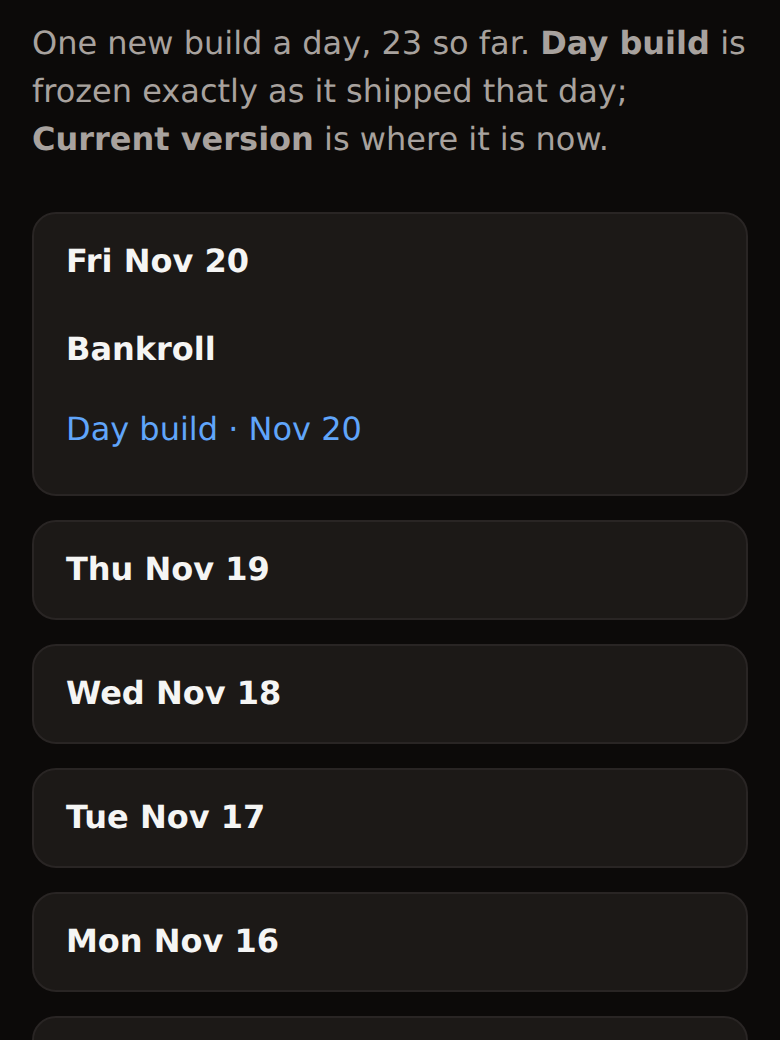 One new build a day, 23 so far. Day build is
frozen exactly as it shipped that day;
Current version is where it is now.
Fri Nov 20
Bankroll
Day build · Nov 20
Thu Nov 19
Wed Nov 18
Tue Nov 17
Mon Nov 16